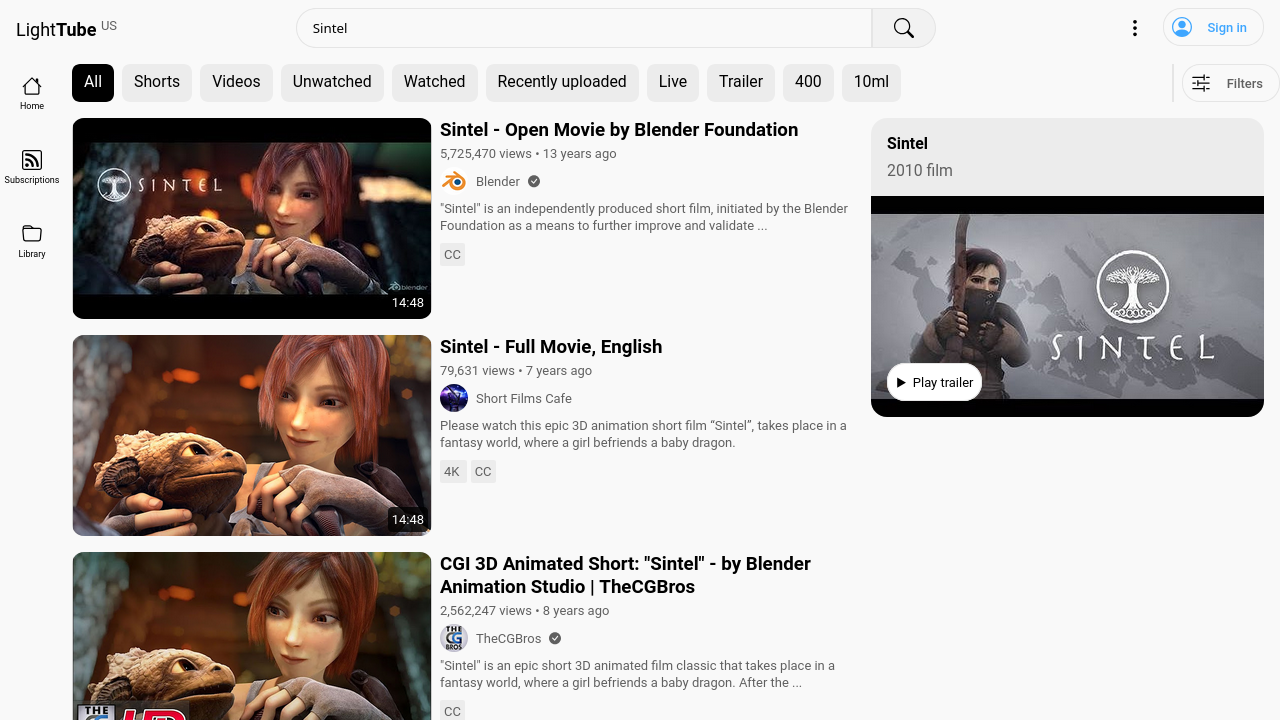 LightTube US
Sintel
Sign in
Home
Subscriptions
Library
All
Shorts
Videos
Unwatched
Watched
Recently uploaded
Live
Trailer
400
10ml
Filters
SINTEL
blender
14:48
Sintel - Open Movie by Blender Foundation
5,725,470 views • 13 years ago
Blender
"Sintel" is an independently produced short film, initiated by the Blender
Foundation as a means to further improve and validate ...
CC
14:48
Sintel - Full Movie, English
79,631 views • 7 years ago
Short Films Cafe
Please watch this epic 3D animation short film “Sintel”, takes place in a
fantasy world, where a girl befriends a baby dragon.
4K
CC
THE
HD
CGI 3D Animated Short: "Sintel" - by Blender
Animation Studio | TheCGBros
2,562,247 views • 8 years ago
THE
CG
BROS
TheCGBros
"Sintel" is an epic short 3D animated film classic that takes place in a
fantasy world, where a girl befriends a baby dragon. After the ...
CC
Sintel
2010 film
SINTEL
Play trailer